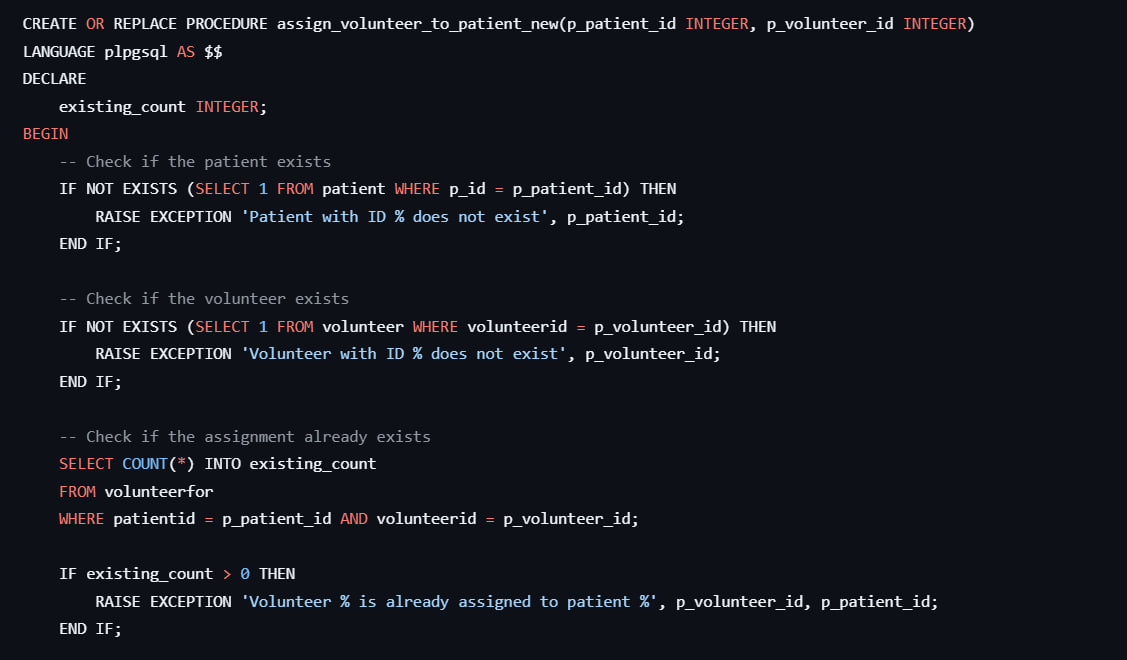 CREATE OR REPLACE PROCEDURE assign_volunteer_to_patient_new(p_patient_id INTEGER, p_volunteer_id INTEGER)
LANGUAGE plpgsql AS $$
DECLARE
    existing_count INTEGER;
BEGIN
    -- Check if the patient exists
    IF NOT EXISTS (SELECT 1 FROM patient WHERE p_id = p_patient_id) THEN
        RAISE EXCEPTION 'Patient with ID % does not exist', p_patient_id;
    END IF;

    -- Check if the volunteer exists
    IF NOT EXISTS (SELECT 1 FROM volunteer WHERE volunteerid = p_volunteer_id) THEN
        RAISE EXCEPTION 'Volunteer with ID % does not exist', p_volunteer_id;
    END IF;

    -- Check if the assignment already exists
    SELECT COUNT(*) INTO existing_count
    FROM volunteerfor
    WHERE patientid = p_patient_id AND volunteerid = p_volunteer_id;

    IF existing_count > 0 THEN
        RAISE EXCEPTION 'Volunteer % is already assigned to patient %', p_volunteer_id, p_patient_id;
    END IF;